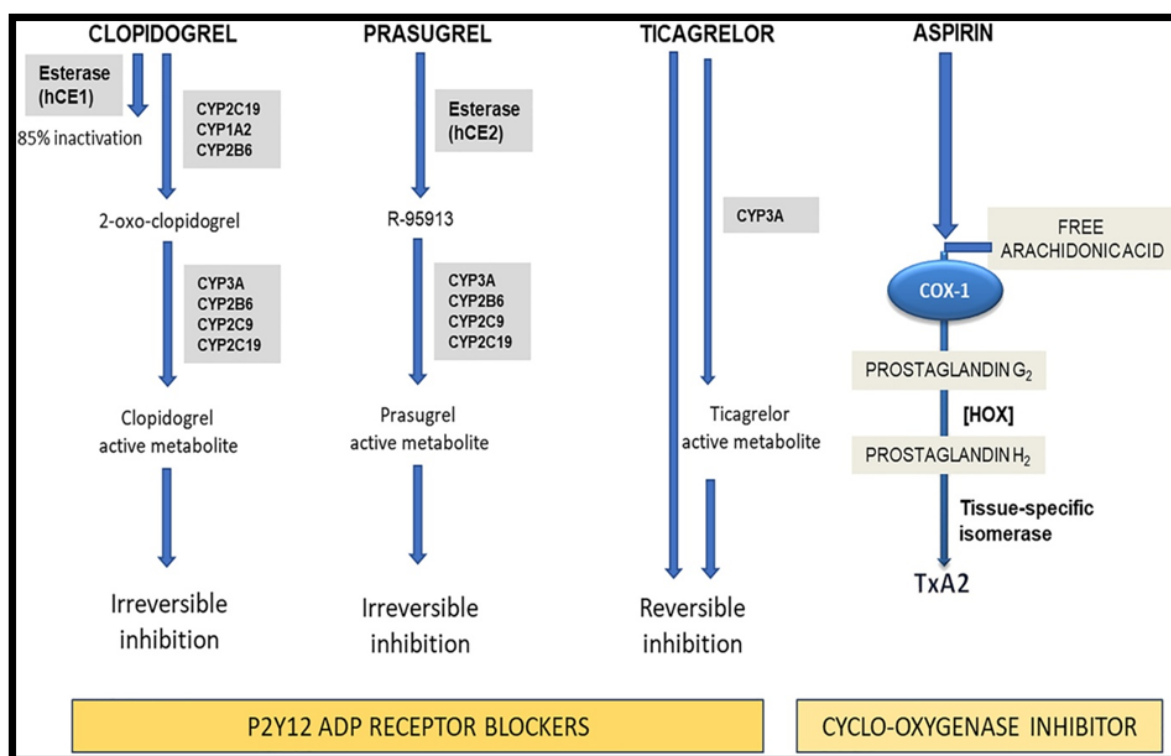 CLOPIDOGREL
Esterase
(hCE1)
85% inactivation
CYP2C19
CYP1A2
CYP2B6
2-oxo-clopidogrel
CYP3A
CYP2B6
CYP2C9
CYP2C19
Clopidogrel
active metabolite
Irreversible
inhibition
PRASUGREL
Esterase
(hCE2)
R-95913
CYP3A
CYP2B6
CYP2C9
CYP2C19
Prasugrel
active metabolite
Irreversible
inhibition
TICAGRELOR
CYP3A
Ticagrelor
active metabolite
Reversible
inhibition
P2Y12 ADP RECEPTOR BLOCKERS
ASPIRIN
FREE
ARACHIDONIC ACID
COX-1
PROSTAGLANDIN G₂
[HOX]
PROSTAGLANDIN H₂
Tissue-specific
isomerase
TxA2
CYCLO-OXYGENASE INHIBITOR